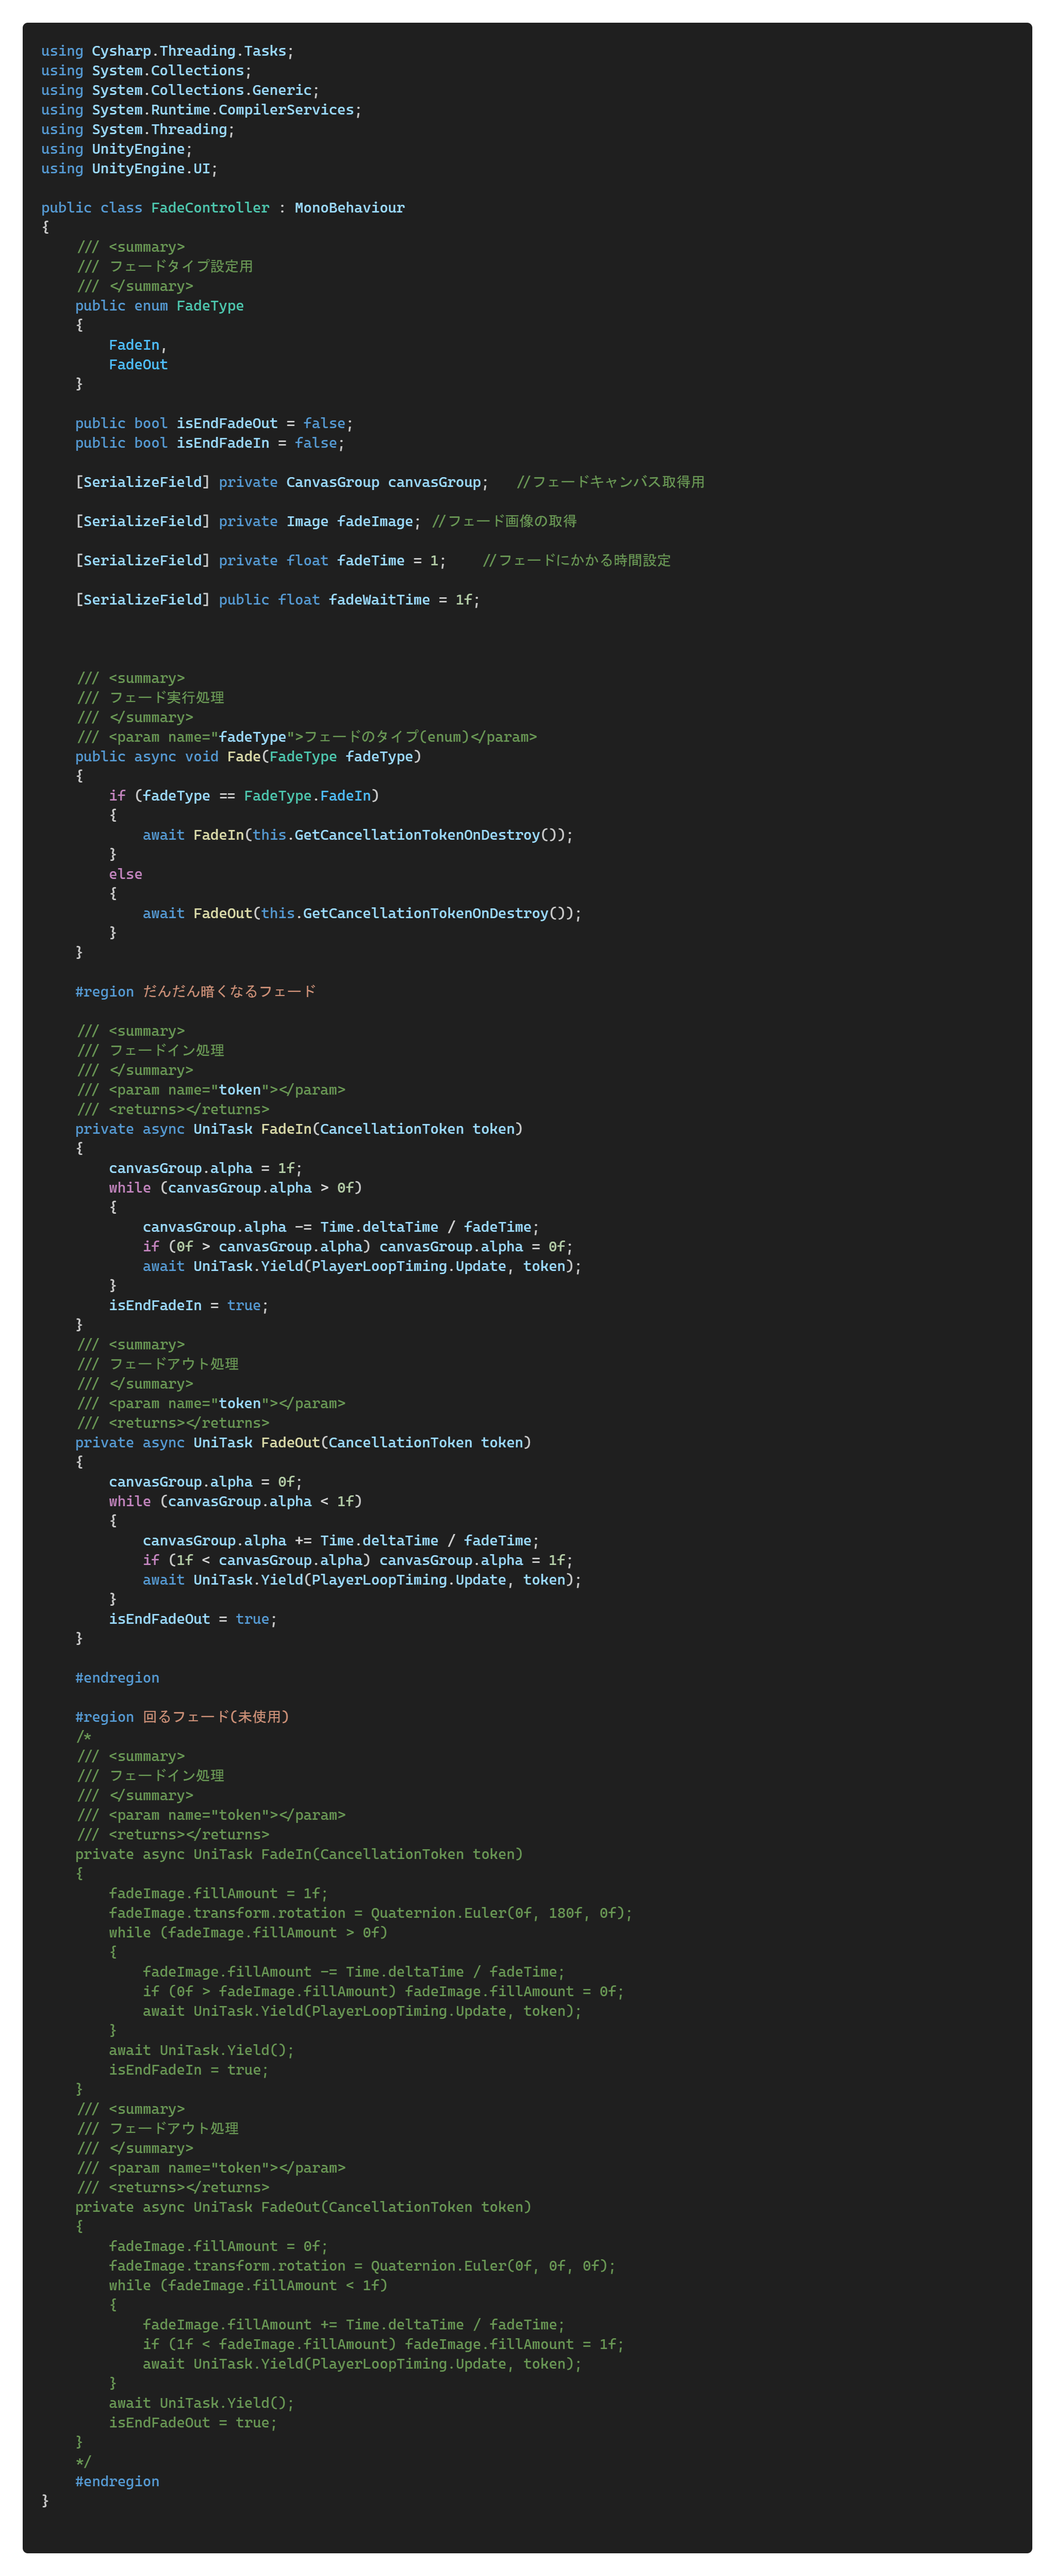 using Cysharp.Threading.Tasks;
using System.Collections;
using System.Collections.Generic;
using System.Runtime.CompilerServices;
using System.Threading;
using UnityEngine;
using UnityEngine.UI;

public class FadeController : MonoBehaviour
{
    /// <summary>
    /// フェードタイプ設定用
    /// </summary>
    public enum FadeType
    {
        FadeIn,
        FadeOut
    }

    public bool isEndFadeOut = false;
    public bool isEndFadeIn = false;

    [SerializeField] private CanvasGroup canvasGroup;   //フェードキャンバス取得用

    [SerializeField] private Image fadeImage; //フェード画像の取得

    [SerializeField] private float fadeTime = 1;    //フェードにかかる時間設定

    [SerializeField] public float fadeWaitTime = 1f;



    /// <summary>
    /// フェード実行処理
    /// </summary>
    /// <param name="fadeType">フェードのタイプ(enum)</param>
    public async void Fade(FadeType fadeType)
    {
        if (fadeType == FadeType.FadeIn)
        {
            await FadeIn(this.GetCancellationTokenOnDestroy());
        }
        else
        {
            await FadeOut(this.GetCancellationTokenOnDestroy());
        }
    }

    #region だんだん暗くなるフェード

    /// <summary>
    /// フェードイン処理
    /// </summary>
    /// <param name="token"></param>
    /// <returns></returns>
    private async UniTask FadeIn(CancellationToken token)
    {
        canvasGroup.alpha = 1f;
        while (canvasGroup.alpha > 0f)
        {
            canvasGroup.alpha -= Time.deltaTime / fadeTime;
            if (0f > canvasGroup.alpha) canvasGroup.alpha = 0f;
            await UniTask.Yield(PlayerLoopTiming.Update, token);
        }
        isEndFadeIn = true;
    }
    /// <summary>
    /// フェードアウト処理
    /// </summary>
    /// <param name="token"></param>
    /// <returns></returns>
    private async UniTask FadeOut(CancellationToken token)
    {
        canvasGroup.alpha = 0f;
        while (canvasGroup.alpha < 1f)
        {
            canvasGroup.alpha += Time.deltaTime / fadeTime;
            if (1f < canvasGroup.alpha) canvasGroup.alpha = 1f;
            await UniTask.Yield(PlayerLoopTiming.Update, token);
        }
        isEndFadeOut = true;
    }

    #endregion

    #region 回るフェード(未使用)
    /*
    /// <summary>
    /// フェードイン処理
    /// </summary>
    /// <param name="token"></param>
    /// <returns></returns>
    private async UniTask FadeIn(CancellationToken token)
    {
        fadeImage.fillAmount = 1f;
        fadeImage.transform.rotation = Quaternion.Euler(0f, 180f, 0f);
        while (fadeImage.fillAmount > 0f)
        {
            fadeImage.fillAmount -= Time.deltaTime / fadeTime;
            if (0f > fadeImage.fillAmount) fadeImage.fillAmount = 0f;
            await UniTask.Yield(PlayerLoopTiming.Update, token);
        }
        await UniTask.Yield();
        isEndFadeIn = true;
    }
    /// <summary>
    /// フェードアウト処理
    /// </summary>
    /// <param name="token"></param>
    /// <returns></returns>
    private async UniTask FadeOut(CancellationToken token)
    {
        fadeImage.fillAmount = 0f;
        fadeImage.transform.rotation = Quaternion.Euler(0f, 0f, 0f);
        while (fadeImage.fillAmount < 1f)
        {
            fadeImage.fillAmount += Time.deltaTime / fadeTime;
            if (1f < fadeImage.fillAmount) fadeImage.fillAmount = 1f;
            await UniTask.Yield(PlayerLoopTiming.Update, token);
        }
        await UniTask.Yield();
        isEndFadeOut = true;
    }
    */
    #endregion
}